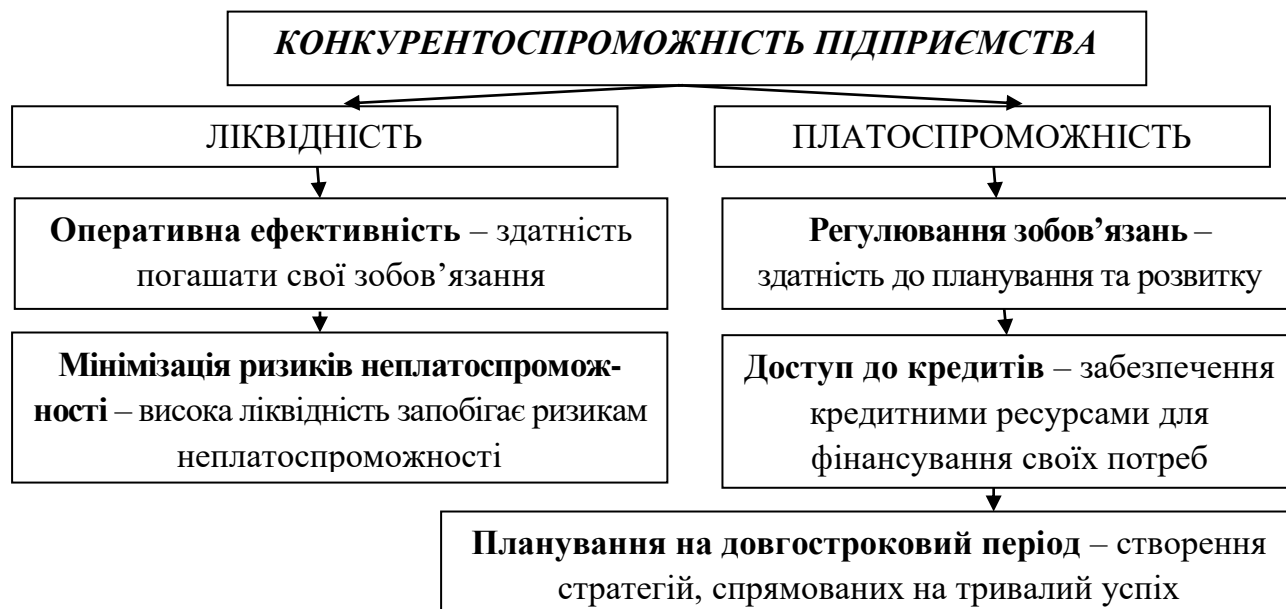 КОНКУРЕНТОСПРОМОЖНІСТЬ ПІДПРИЄМСТВА
ЛІКВІДНІСТЬ
ПЛАТОСПРОМОЖНІСТЬ
Оперативна ефективність – здатність
погашати свої зобов’язання
Регулювання зобов’язань –
здатність до планування та розвитку
Мінімізація ризиків неплатоспромож-
ності – висока ліквідність запобігає ризикам
неплатоспроможності
Доступ до кредитів – забезпечення
кредитними ресурсами для
фінансування своїх потреб
Планування на довгостроковий період – створення
стратегій, спрямованих на тривалий успіх